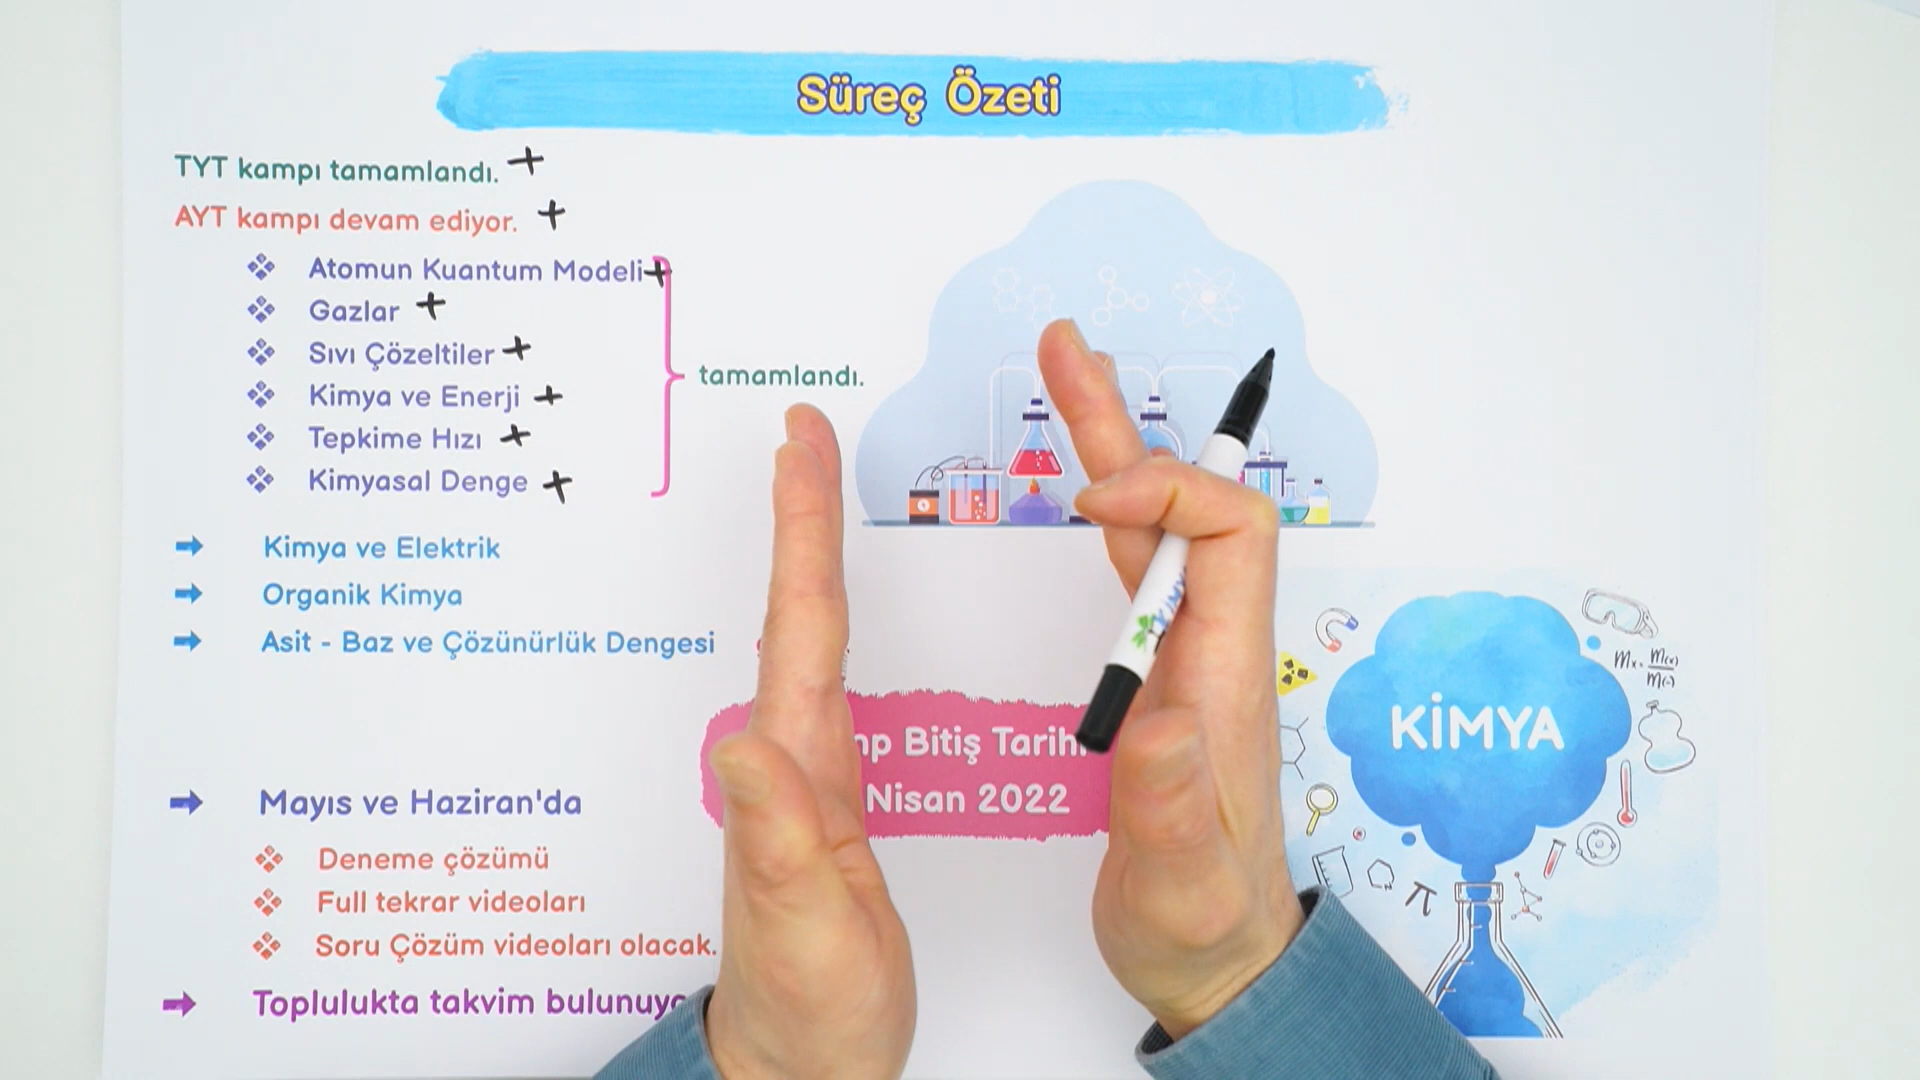 Süreç Özeti
TYT kampı tamamlandı. +
AYT kampı devam ediyor. +
Atomun Kuantum Modeli +
Gazlar +
Sıvı Çözeltiler +
Kimya ve Enerji +
Tepkime Hızı +
Kimyasal Denge +
tamamlandı.
Kimya ve Elektrik
Organik Kimya
Asit - Baz ve Çözünürlük Dengesi
Bitiş Tarihi
Nisan 2022
Mayıs ve Haziran'da
Deneme çözümü
Full tekrar videoları
Soru Çözüm videoları olacak.
Toplulukta takvim
KİMYA
π